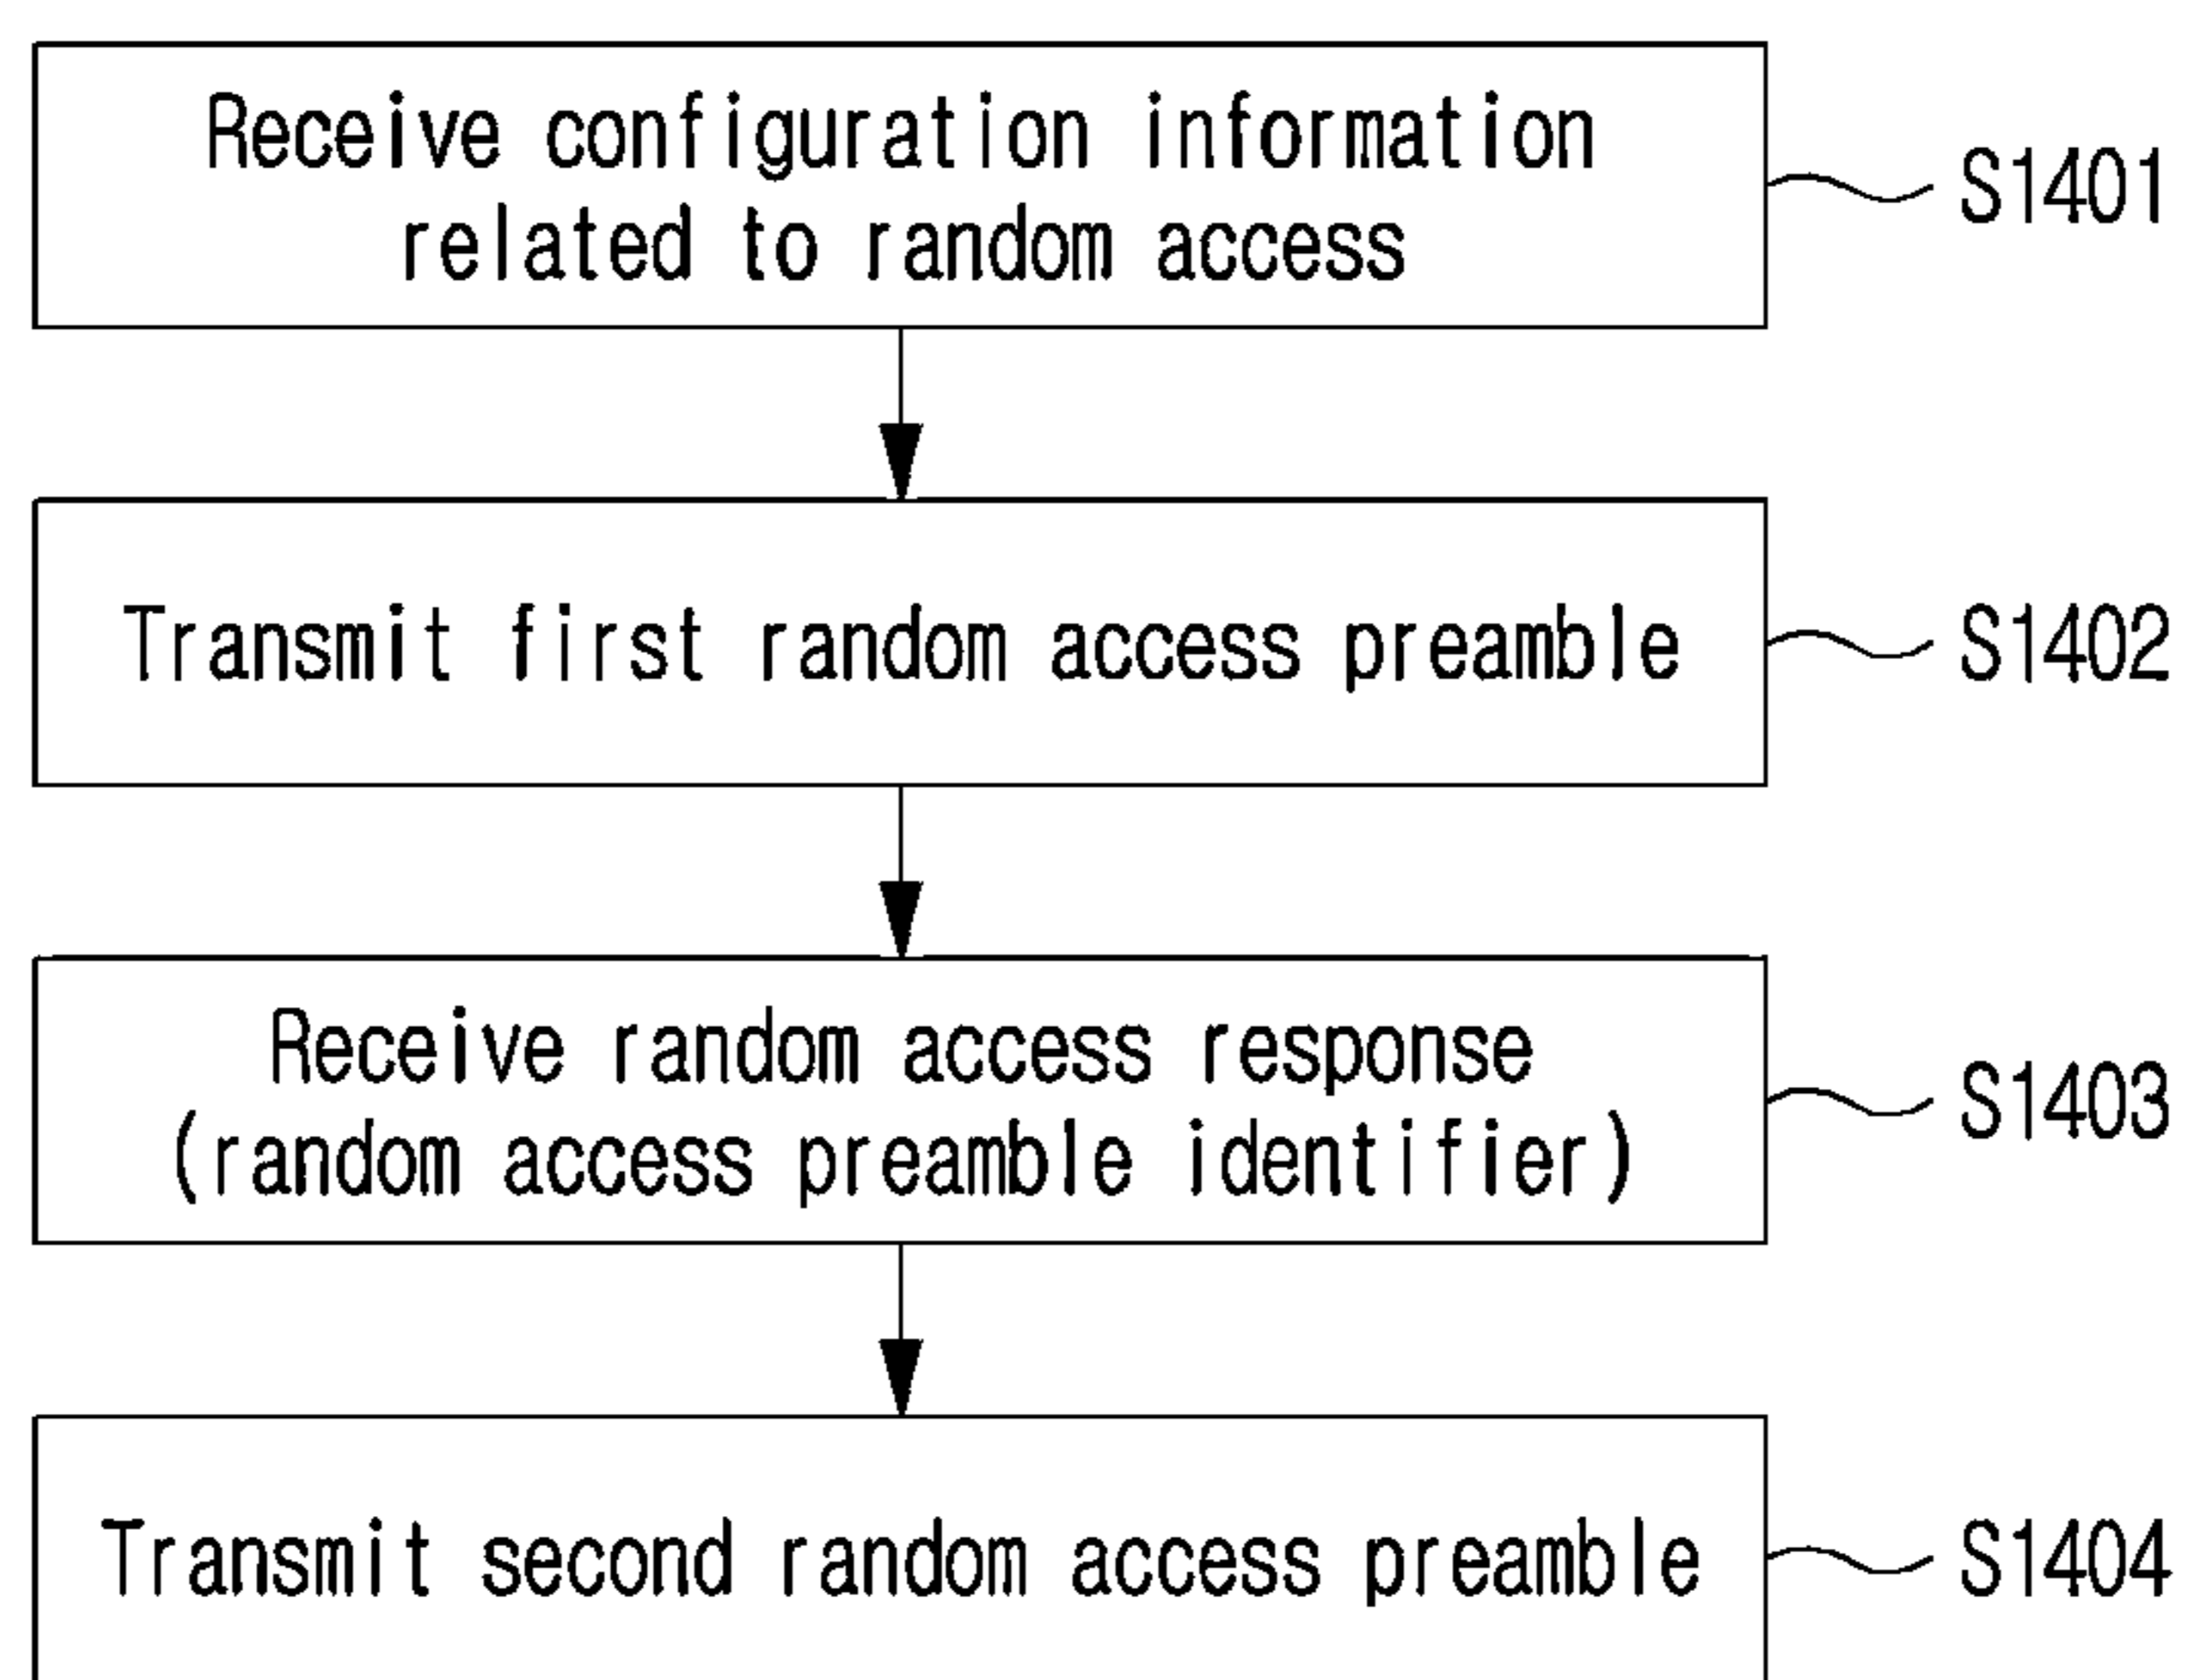 Receive configuration information
related to random access
S1401
Transmit first random access preamble
S1402
Receive random access response
(random access preamble identifier)
S1403
Transmit second random access preamble
S1404